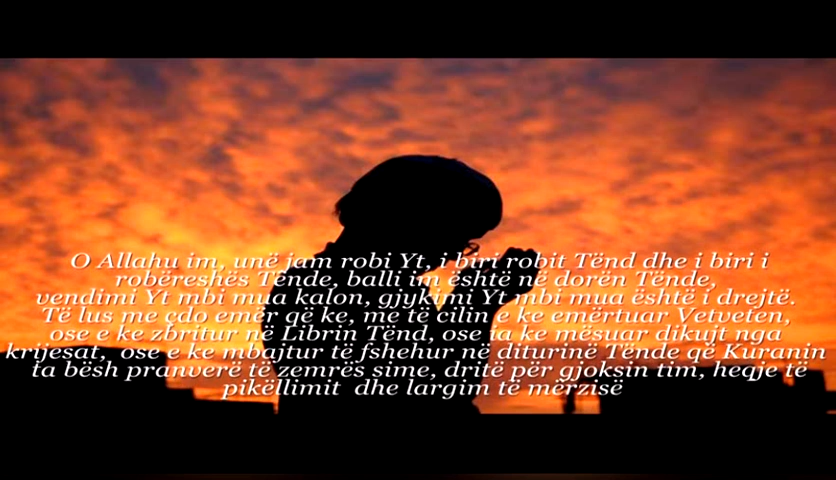 O Allahu im, unë jam robi Yt, i biri robit Tënd dhe i biri i
robëreshës Tënde, balli im është në dorën Tënde,
vendimi Yt mbi mua kalon, gjykimi Yt mbi mua është i drejtë.
Të lus me çdo emër që ke, me të cilin e ke emërtuar Vetveten,
ose e ke zbritur në Librin Tënd, ose ta ke mësuar dikujt nga
krijesat, ose e ke mbajtur të fshehur në diturinë Tënde që Kuranin
ta bësh pranverë të zemrës sime, dritë për gjoksin tim, heqje të
pikëllimit dhe largim të mërzisë